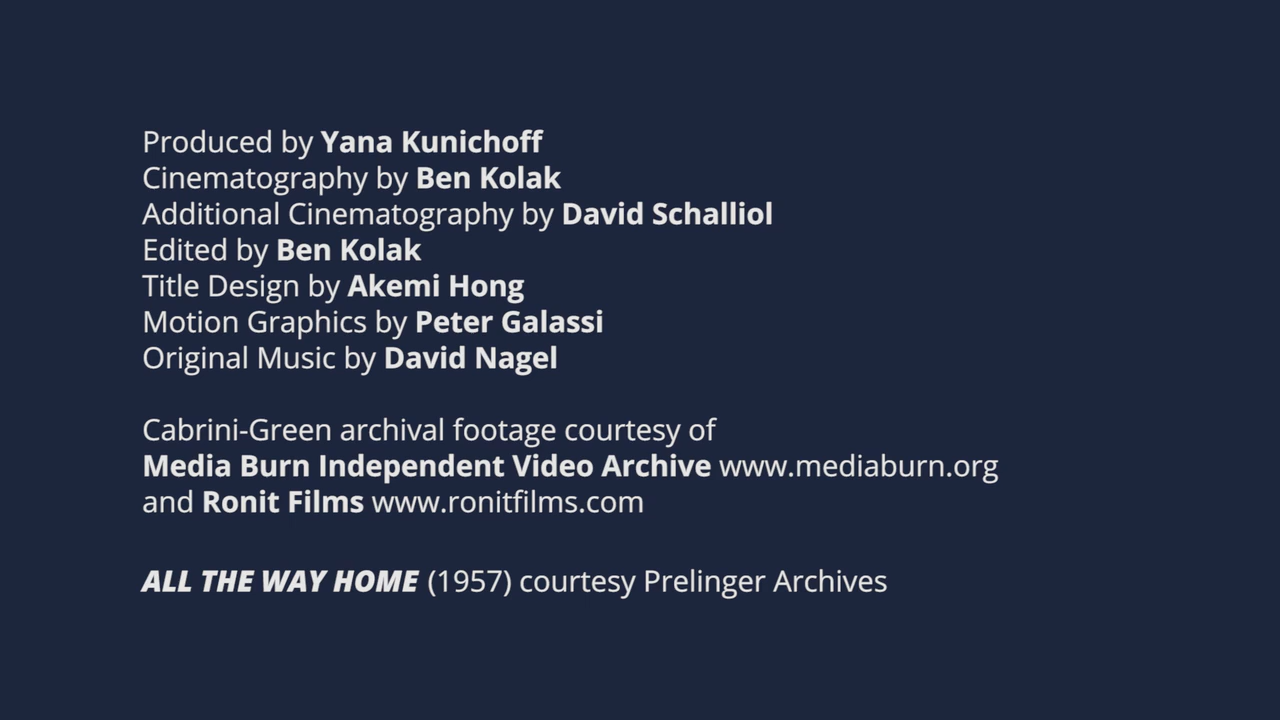 Produced by Yana Kunichoff
Cinematography by Ben Kolak
Additional Cinematography by David Schalliol
Edited by Ben Kolak
Title Design by Akemi Hong
Motion Graphics by Peter Galassi
Original Music by David Nagel
Cabrini-Green archival footage courtesy of
Media Burn Independent Video Archive www.mediaburn.org
and Ronit Films www.ronitfilms.com
ALL THE WAY HOME (1957) courtesy Prelinger Archives